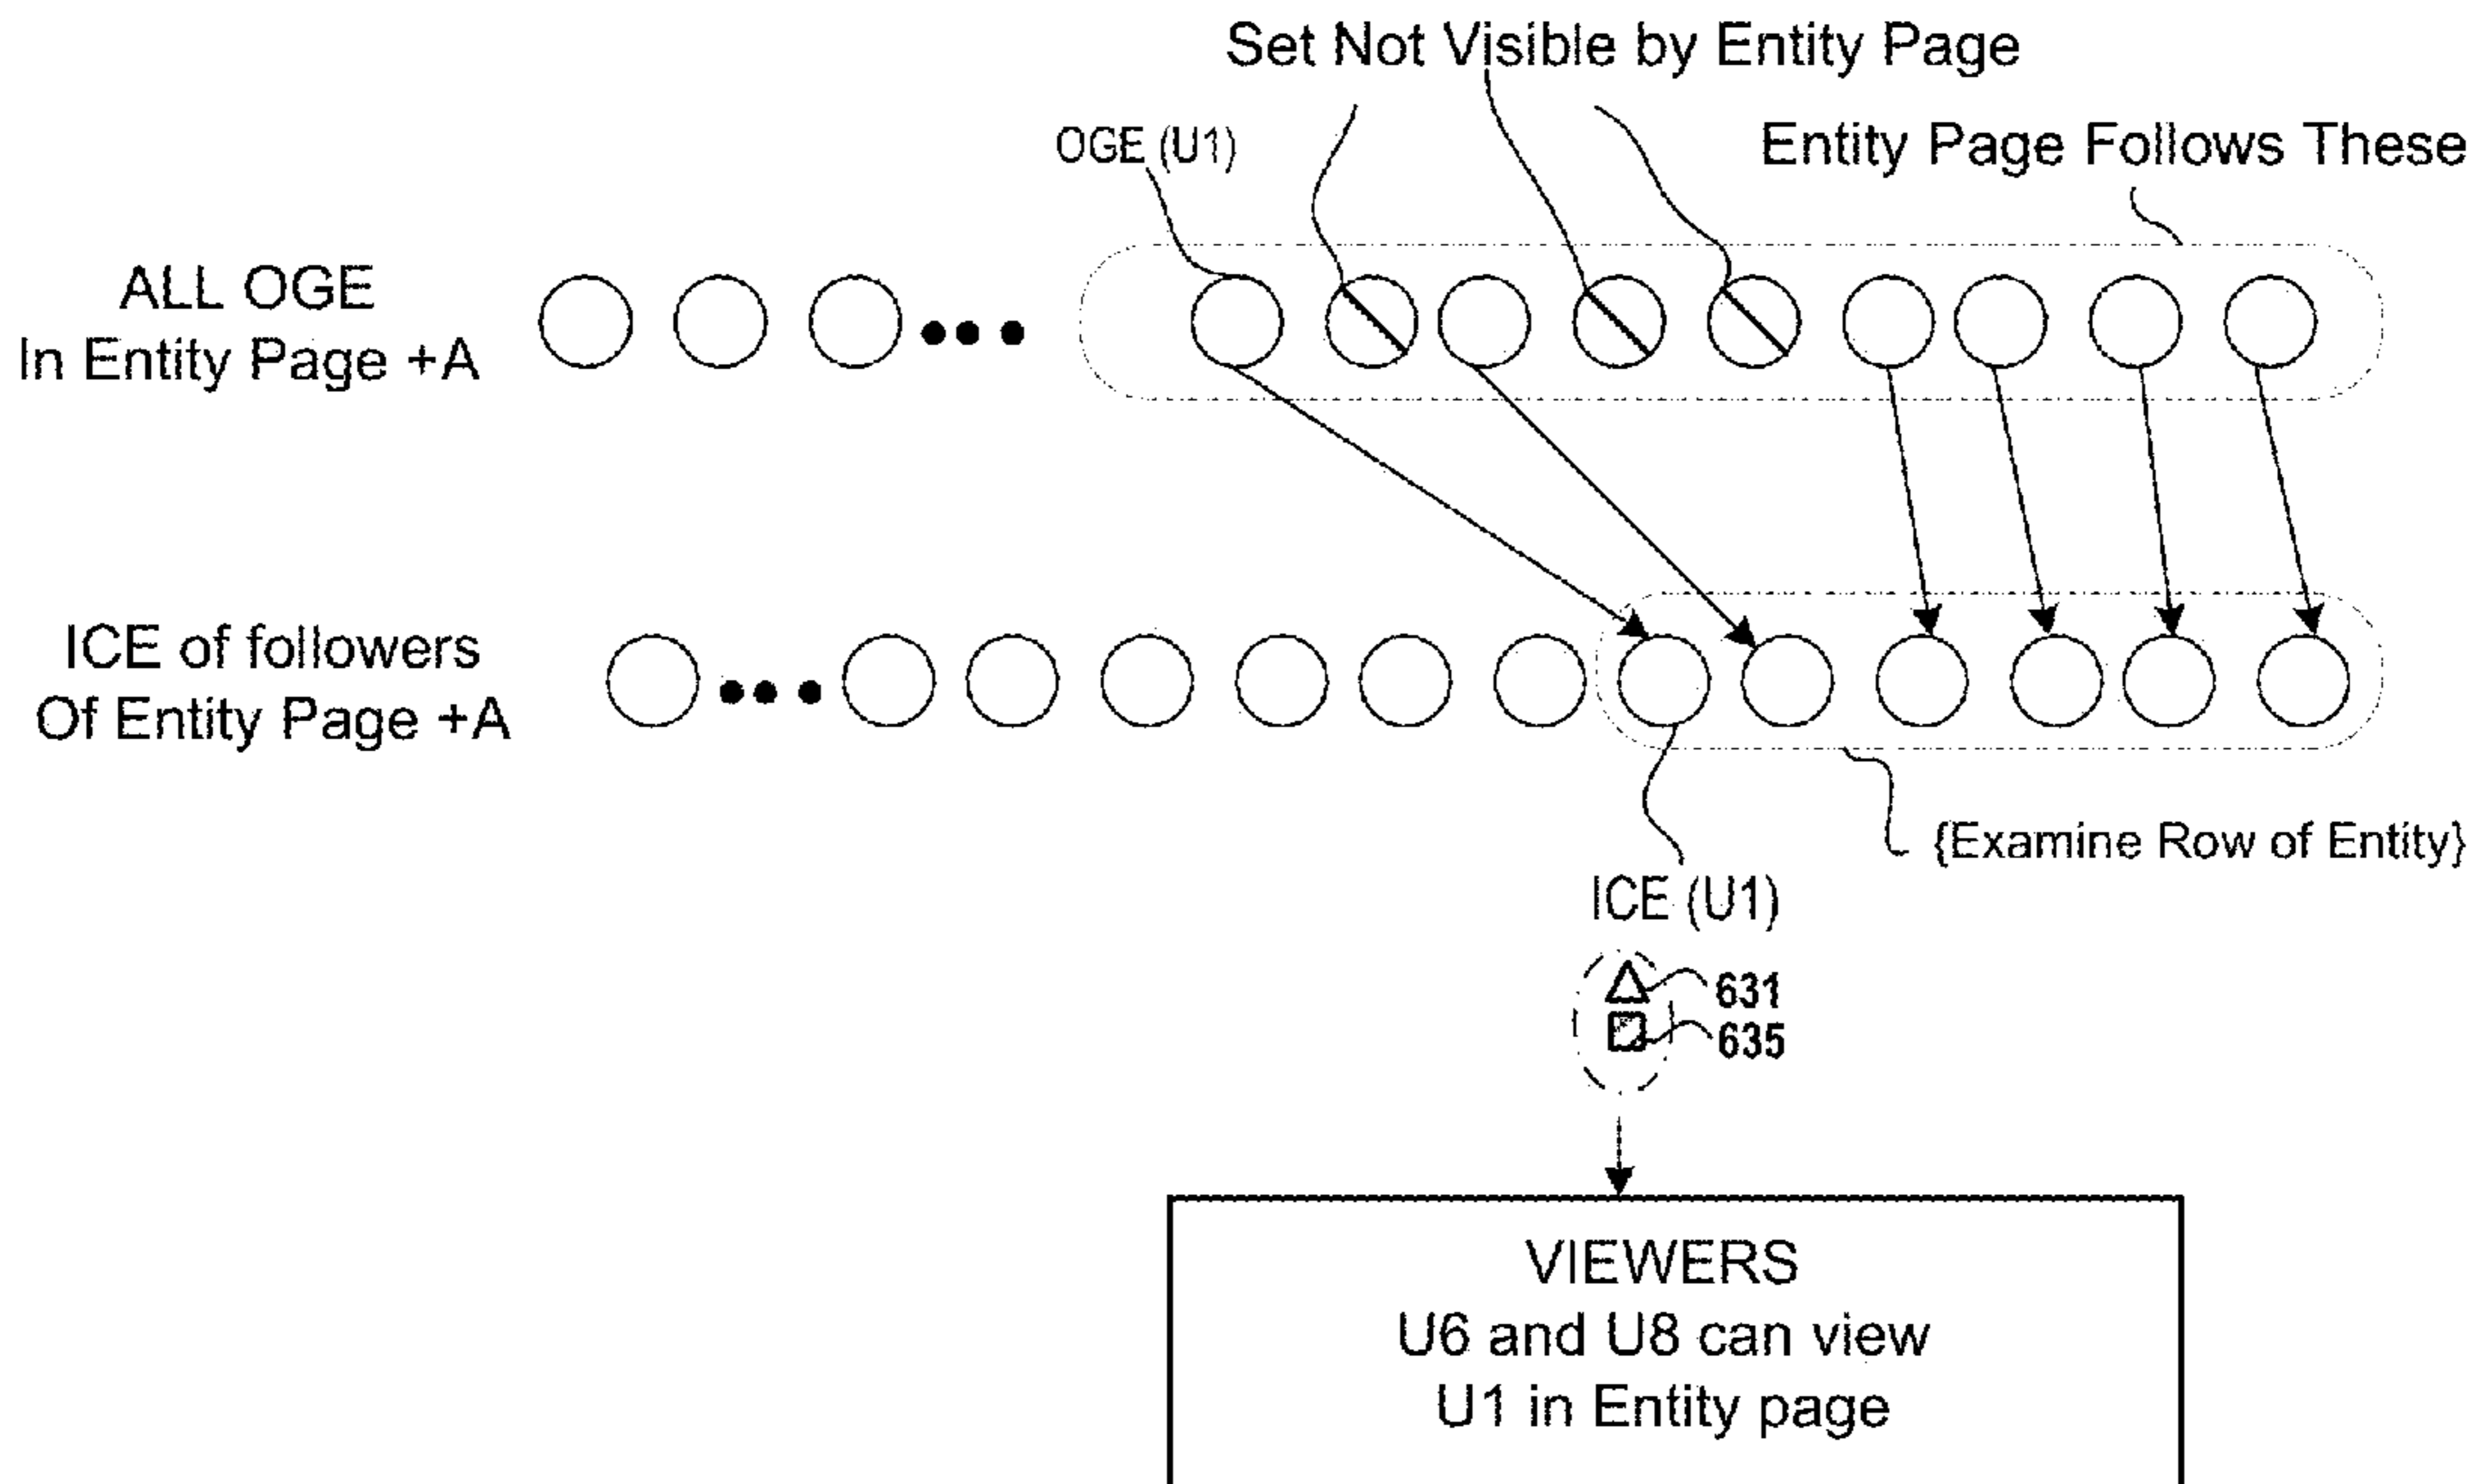 Set Not Visible by Entity Page
OGE (U1)
Entity Page Follows These
ALL OGE
In Entity Page +A
ICE of followers
Of Entity Page +A
{Examine Row of Entity}
ICE (U1)
631
635
VIEWERS
U6 and U8 can view
U1 in Entity page